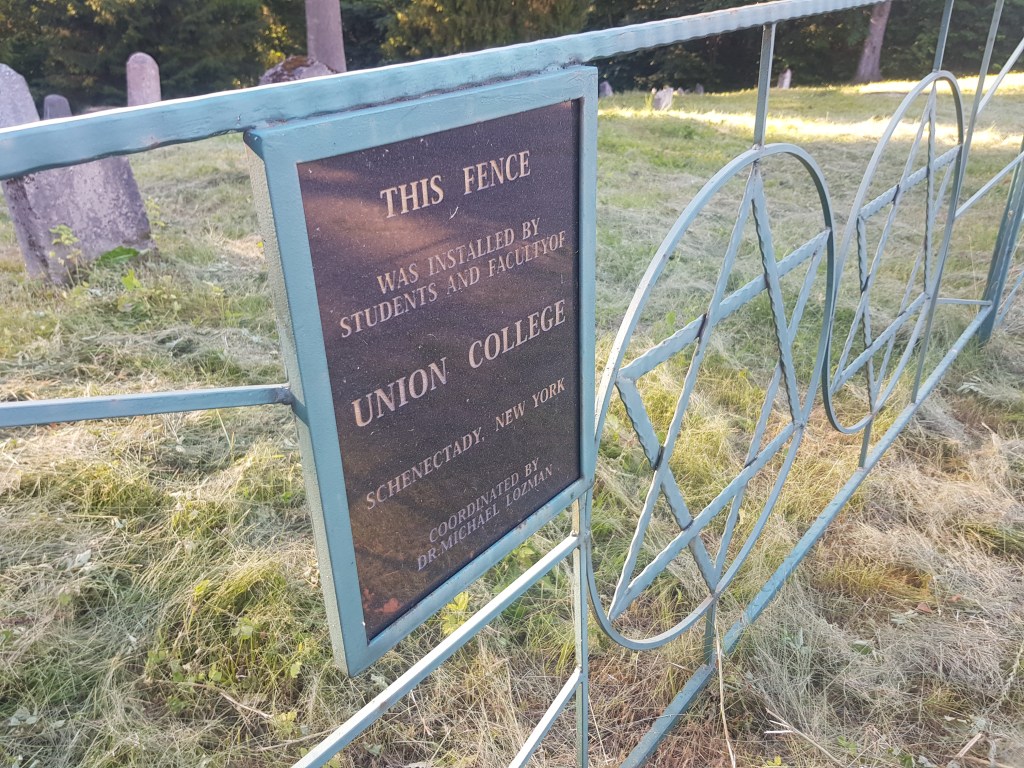 THIS FENCE
WAS INSTALLED BY
STUDENTS AND FACULTYOF
UNION COLLEGE
SCHENECTADY, NEW YORK
COORDINATED BY
DR.MICHAEL LOZMAN